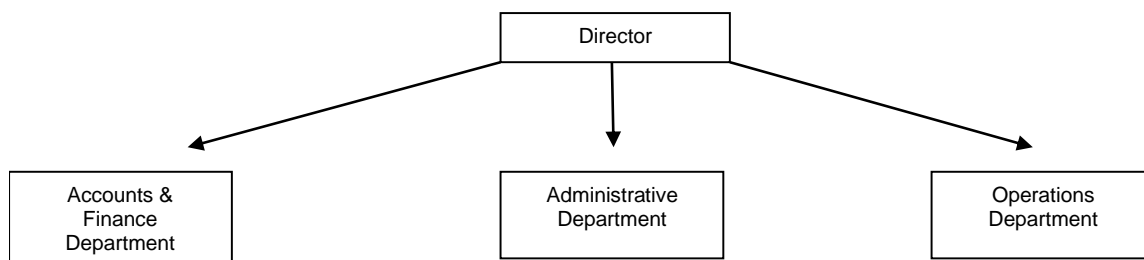 Director
Accounts &
Finance
Department
Administrative
Department
Operations
Department